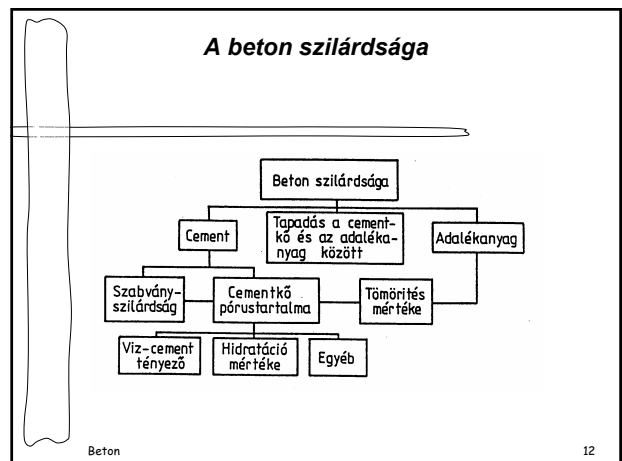 A beton szilárdsága
Beton szilárdsága
Cement
Tapadás a cement-
kő és az adaléka-
nyag között
Adalékanyag
Szabvány-
szilárdság
Cementkő
pórustartalma
Tömörítés
mértéke
Viz-cement
tényező
Hidratáció
mértéke
Egyéb
Beton
12